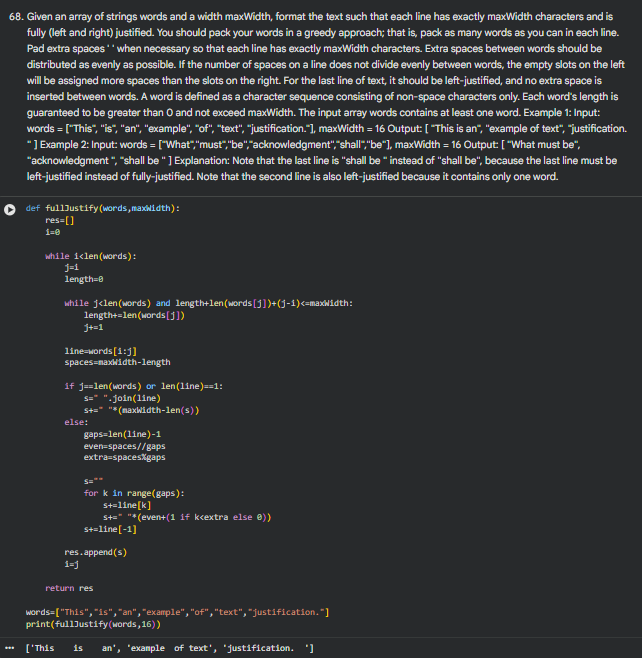 68. Given an array of strings words and a width maxWidth, format the text such that each line has exactly maxWidth characters and is
fully (left and right) justified. You should pack your words in a greedy approach; that is, pack as many words as you can in each line.
Pad extra spaces ' ' when necessary so that each line has exactly maxWidth characters. Extra spaces between words should be
distributed as evenly as possible. If the number of spaces on a line does not divide evenly between words, the empty slots on the left
will be assigned more spaces than the slots on the right. For the last line of text, it should be left-justified, and no extra space is
inserted between words. A word is defined as a character sequence consisting of non-space characters only. Each word's length is
guaranteed to be greater than 0 and not exceed maxWidth. The input array words contains at least one word. Example 1: Input:
words = ["This", "is", "an", "example", "of", "text", "justification."], maxWidth = 16 Output: [ "This is an", "example of text", "justification.
" ] Example 2: Input: words = ["What","must","be","acknowledgment","shall","be"], maxWidth = 16 Output: [ "What must be",
"acknowledgment ", "shall be " ] Explanation: Note that the last line is "shall be " instead of "shall be", because the last line must be
left-justified instead of fully-justified. Note that the second line is also left-justified because it contains only one word.
def fullJustify(words,maxWidth):
    res=[]
    i=0
    while i<len(words):
        j=i
        length=0
        while j<len(words) and length+len(words[j])+(j-i)<=maxWidth:
            length+=len(words[j])
            j+=1
        line=words[i:j]
        spaces=maxWidth-length
        if j==len(words) or len(line)==1:
            s=" ".join(line)
            s+=" "*(maxWidth-len(s))
        else:
            gaps=len(line)-1
            even=spaces//gaps
            extra=spaces%gaps
            s=""
            for k in range(gaps):
                s+=line[k]
                s+=" "*(even+(1 if k<extra else 0))
            s+=line[-1]
        res.append(s)
        i=j
    return res
words=["This","is","an","example","of","text","justification."]
print(fullJustify(words,16))
['This    is    an', 'example  of text', 'justification.  ']